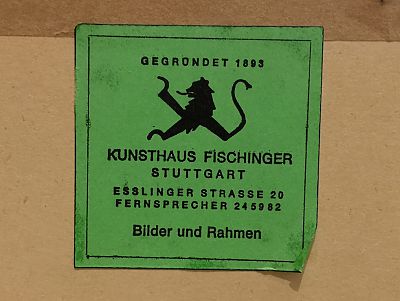 GEGRÜNDET 1893
KUNSTHAUS FISCHINGER
STUTTGART
ESSLINGER STRASSE 20
FERNSPRECHER 245982
Bilder und Rahmen